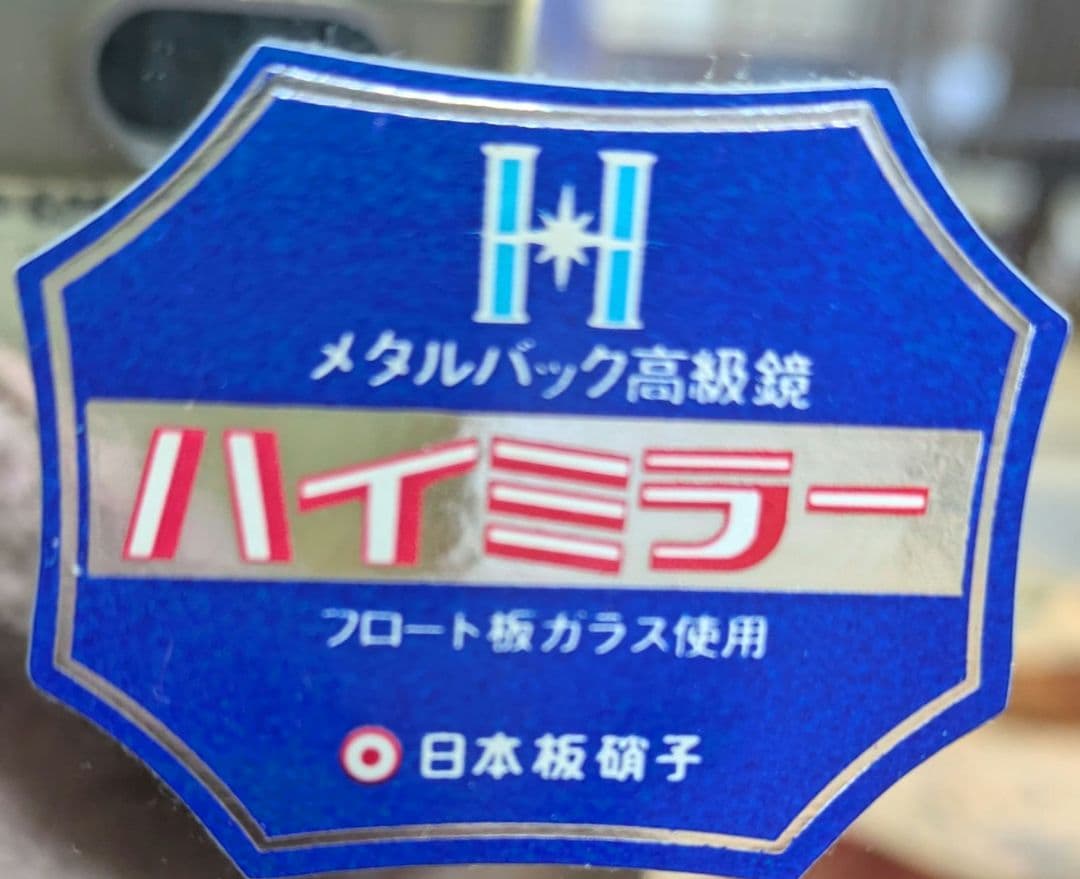 H
メタルバック高級鏡
ハイミラー
フロート板ガラス使用
日本板硝子